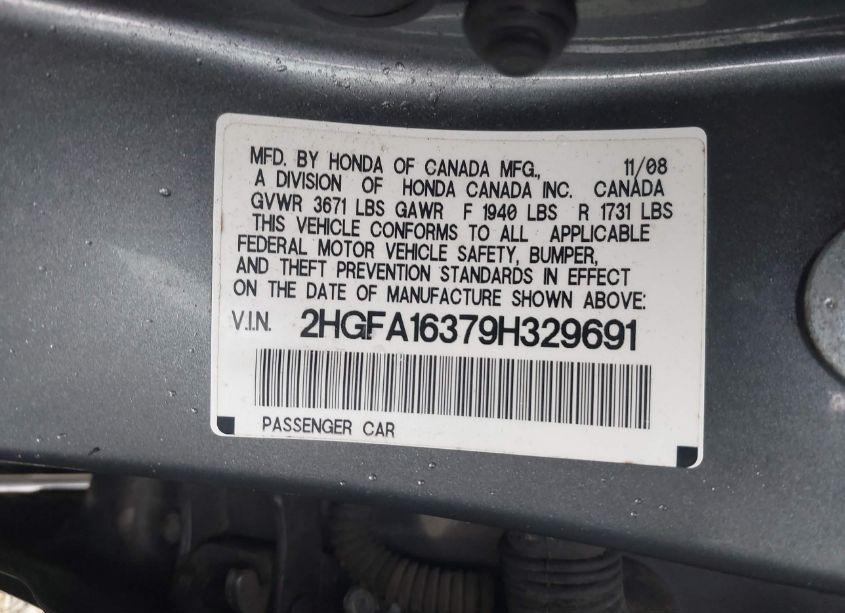 MFD. BY HONDA OF CANADA MFG., 11/08
A DIVISION OF HONDA CANADA INC. CANADA
GVWR 3671 LBS GAWR F 1940 LBS R 1731 LBS
THIS VEHICLE CONFORMS TO ALL APPLICABLE
FEDERAL MOTOR VEHICLE SAFETY, BUMPER,
AND THEFT PREVENTION STANDARDS IN EFFECT
ON THE DATE OF MANUFACTURE SHOWN ABOVE:
V.I.N. 2HGFA16379H329691
PASSENGER CAR